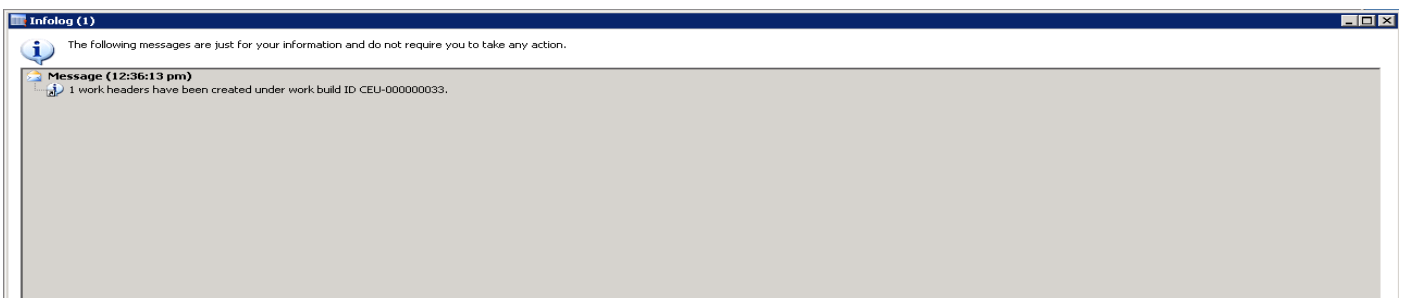 Infolog (1)
The following messages are just for your information and do not require you to take any action.
Message (12:36:13 pm)
1 work headers have been created under work build ID CEU-000000033.